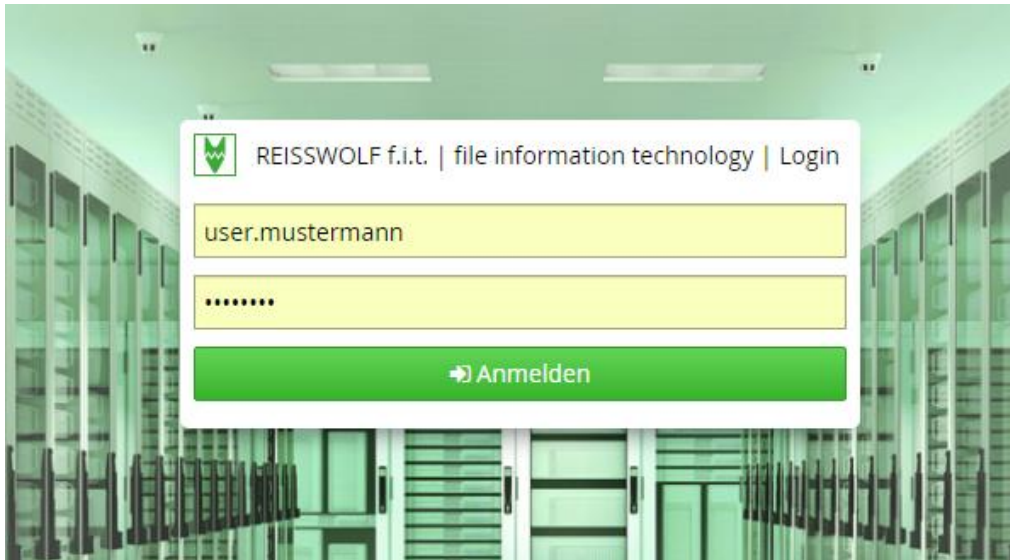 REISSWOLF f.i.t. | file information technology | Login
user.mustermann
••••••••
Anmelden